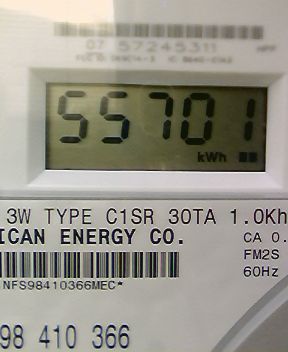 07 57245311
55701
kWh
3W TYPE C1SR 30TA 1.0Kh
ICAN ENERGY CO.
CA 0.
FM2S
60Hz
*NFS98410366MEC*
98 410 366